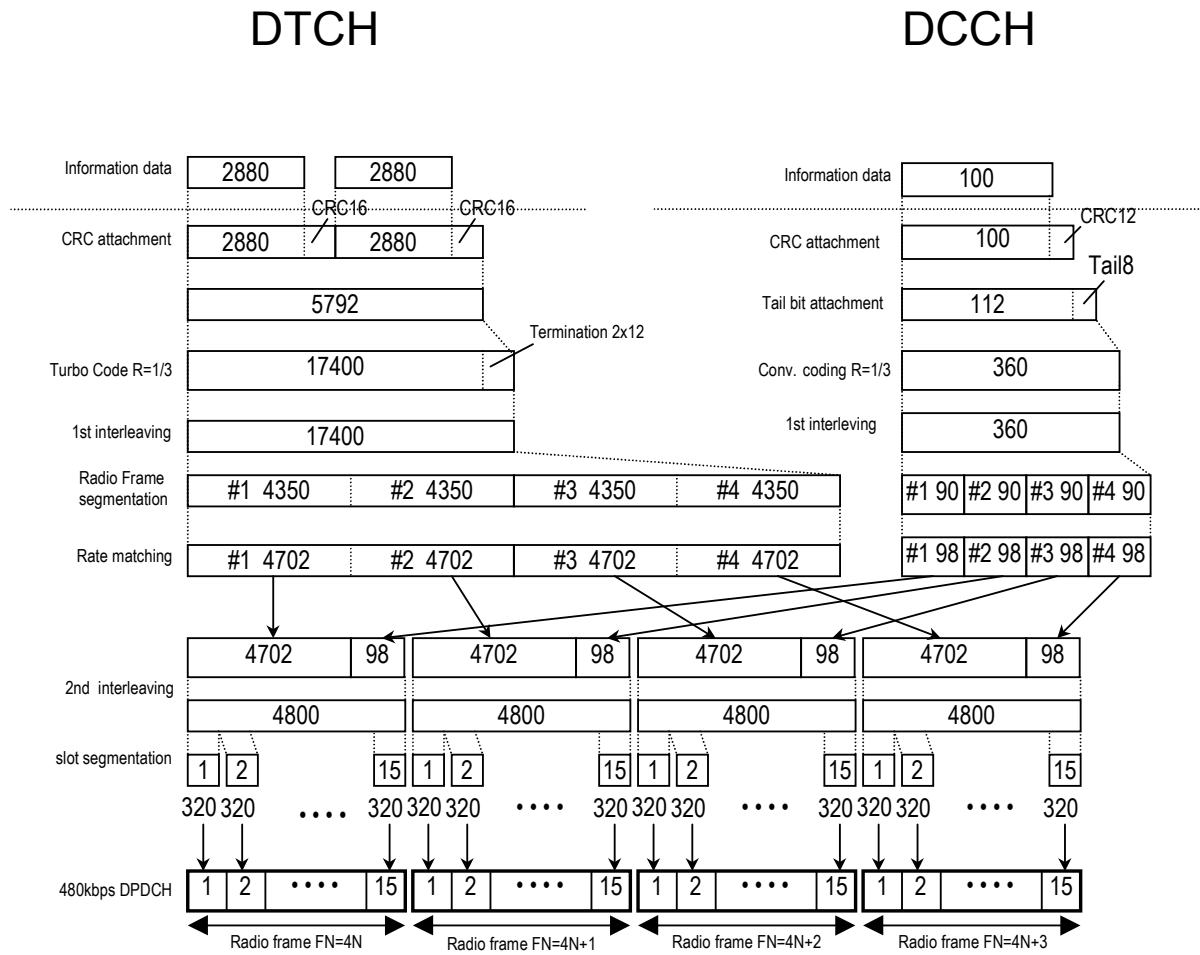 DTCH DCCH
Information data 2880 2880 Information data 100
CRC16 CRC16 CRC12
CRC attachment 2880 2880 CRC attachment 100
Tail8
5792 Tail bit attachment 112
Termination 2x12
Turbo Code R=1/3 17400 Conv. coding R=1/3 360
1st interleaving 17400 1st interleving 360
Radio Frame
segmentation
#1 4350 #2 4350 #3 4350 #4 4350 #1 90 #2 90 #3 90 #4 90
Rate matching #1 4702 #2 4702 #3 4702 #4 4702 #1 98 #2 98 #3 98 #4 98
4702 98 4702 98 4702 98 4702 98
2nd interleaving
4800 4800 4800 4800
slot segmentation 1 2 15 1 2 15 1 2 15 1 2 15
320 320 •••• 320 320 320 •••• 320 320 320 •••• 320 320 320 •••• 320
480kbps DPDCH 1 2 •••• 15 1 2 •••• 15 1 2 •••• 15 1 2 •••• 15
Radio frame FN=4N Radio frame FN=4N+1 Radio frame FN=4N+2 Radio frame FN=4N+3